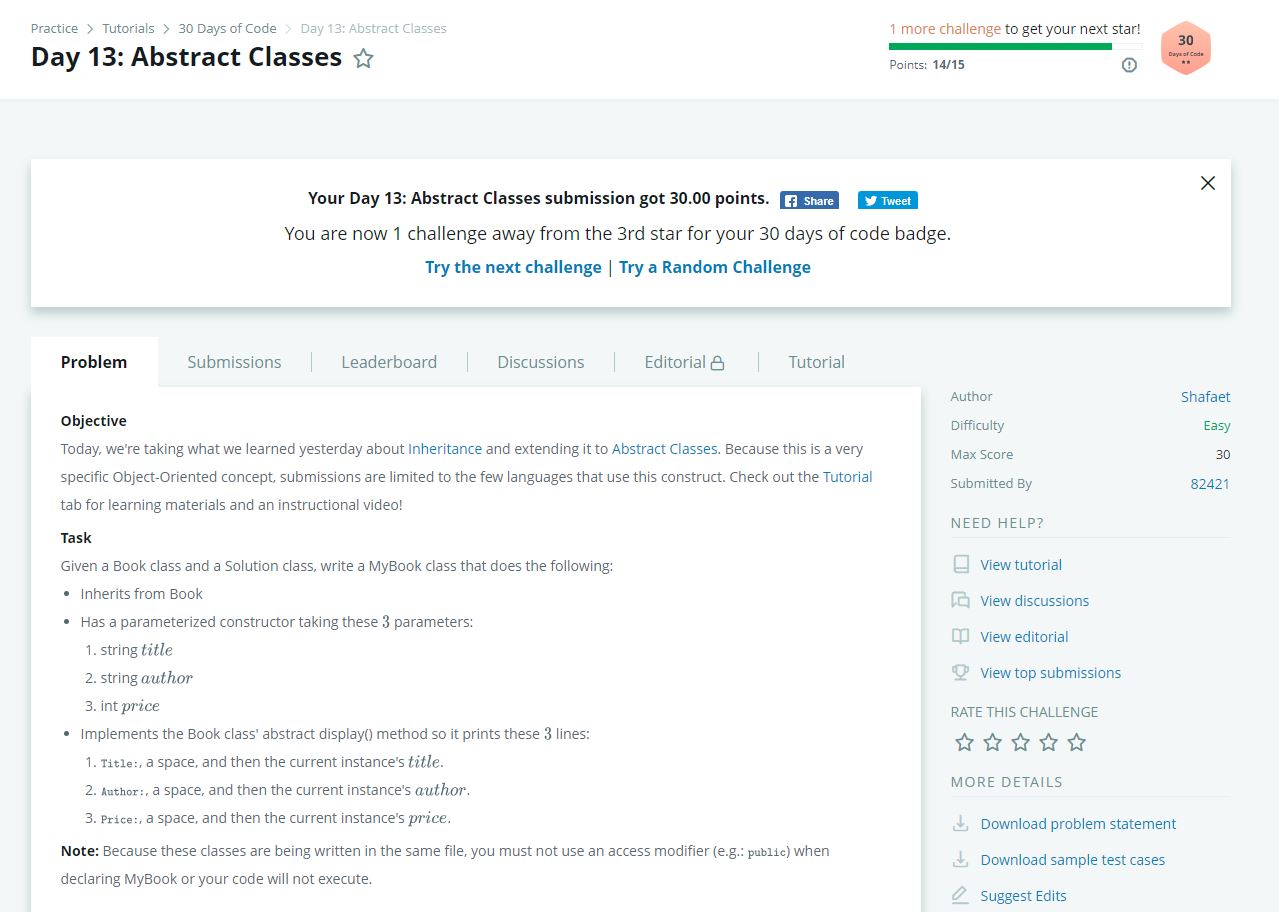 Practice > Tutorials > 30 Days of Code > Day 13: Abstract Classes
Day 13: Abstract Classes
1 more challenge to get your next star!
Points: 14/15
30
Days of Code
Your Day 13: Abstract Classes submission got 30.00 points. Share Tweet
You are now 1 challenge away from the 3rd star for your 30 days of code badge.
Try the next challenge | Try a Random Challenge
Problem Submissions Leaderboard Discussions Editorial Tutorial
Objective
Today, we're taking what we learned yesterday about Inheritance and extending it to Abstract Classes. Because this is a very
specific Object-Oriented concept, submissions are limited to the few languages that use this construct. Check out the Tutorial
tab for learning materials and an instructional video!
Task
Given a Book class and a Solution class, write a MyBook class that does the following:
• Inherits from Book
• Has a parameterized constructor taking these 3 parameters:
1. string title
2. string author
3. int price
• Implements the Book class' abstract display() method so it prints these 3 lines:
1. Title:, a space, and then the current instance's title.
2. Author:, a space, and then the current instance's author.
3. Price:, a space, and then the current instance's price.
Note: Because these classes are being written in the same file, you must not use an access modifier (e.g.: public) when
declaring MyBook or your code will not execute.
Author Shafaet
Difficulty Easy
Max Score 30
Submitted By 82421
NEED HELP?
View tutorial
View discussions
View editorial
View top submissions
RATE THIS CHALLENGE
MORE DETAILS
Download problem statement
Download sample test cases
Suggest Edits